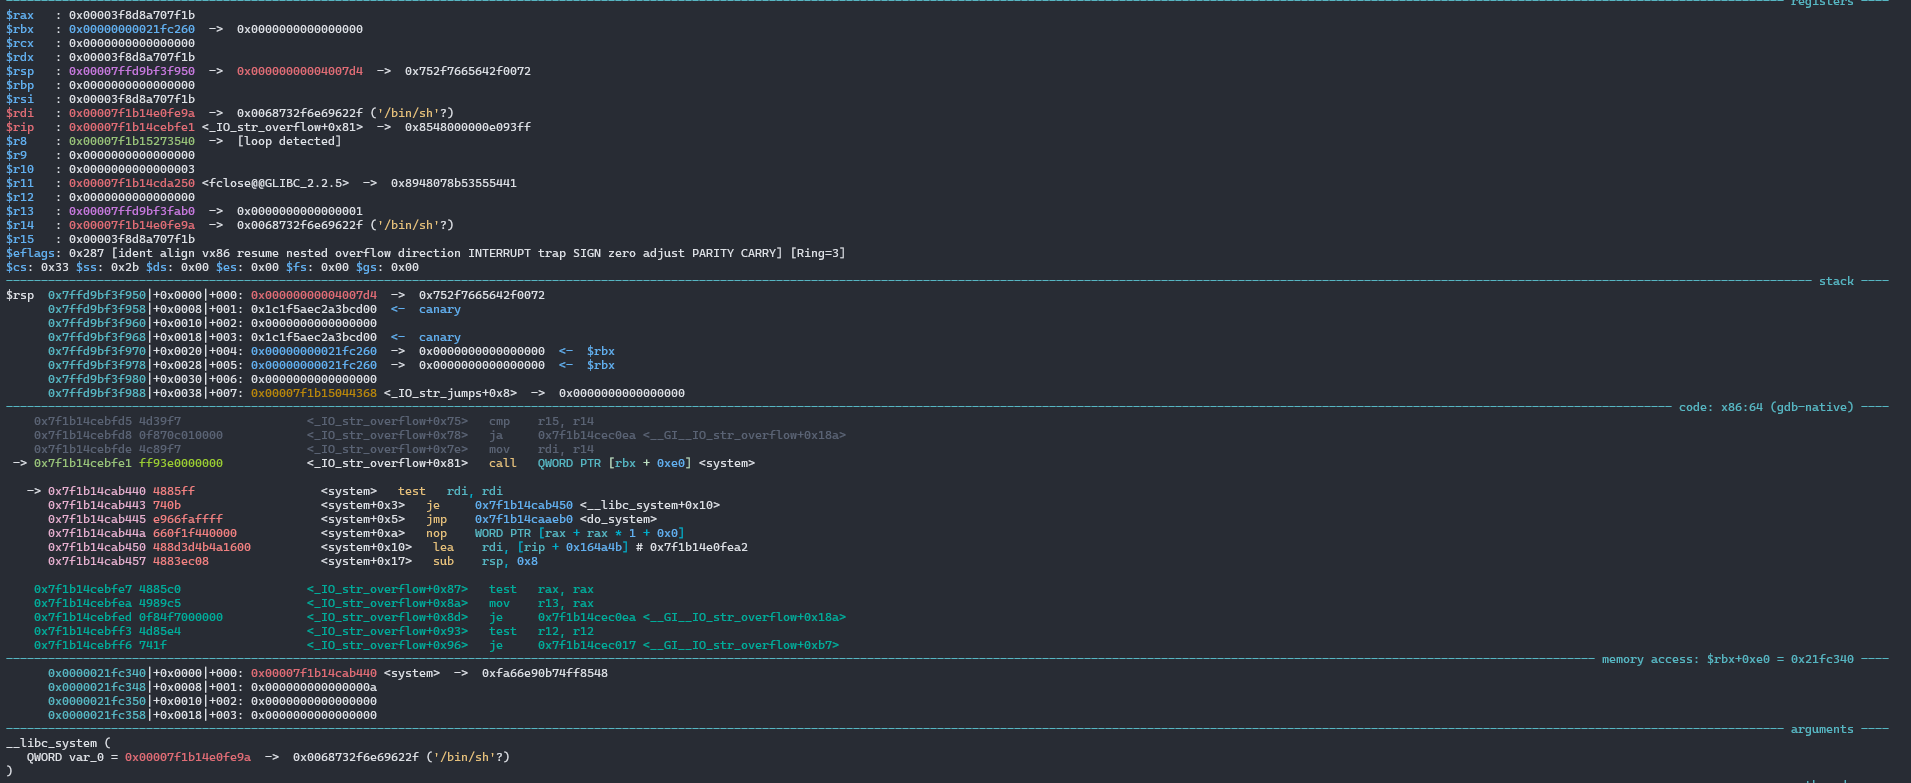 registers
$rax   : 0x00003f8d8a707f1b
$rbx   : 0x00000000021fc260  ->  0x0000000000000000
$rcx   : 0x0000000000000000
$rdx   : 0x00003f8d8a707f1b
$rsp   : 0x00007ffd9bf3f950  ->  0x00000000004007d4  ->  0x752f7665642f0072
$rbp   : 0x0000000000000000
$rsi   : 0x00003f8d8a707f1b
$rdi   : 0x00007f1b14e0fe9a  ->  0x0068732f6e69622f ('/bin/sh'?)
$rip   : 0x00007f1b14cebfe1 <_IO_str_overflow+0x81>  ->  0x8548000000e093ff
$r8    : 0x00007f1b15273540  ->  [loop detected]
$r9    : 0x0000000000000000
$r10   : 0x0000000000000003
$r11   : 0x00007f1b14cda250 <fclose@@GLIBC_2.2.5>  ->  0x8948078b53555441
$r12   : 0x0000000000000000
$r13   : 0x00007ffd9bf3fab0  ->  0x0000000000000001
$r14   : 0x00007f1b14e0fe9a  ->  0x0068732f6e69622f ('/bin/sh'?)
$r15   : 0x00003f8d8a707f1b
$eflags: 0x287 [ident align vx86 resume nested overflow direction INTERRUPT trap SIGN zero adjust PARITY CARRY] [Ring=3]
$cs: 0x33 $ss: 0x2b $ds: 0x00 $es: 0x00 $fs: 0x00 $gs: 0x00
stack
$rsp  0x7ffd9bf3f950|+0x0000|+000: 0x00000000004007d4  ->  0x752f7665642f0072
0x7ffd9bf3f958|+0x0008|+001: 0x1c1f5aec2a3bcd00  <-  canary
0x7ffd9bf3f960|+0x0010|+002: 0x0000000000000000
0x7ffd9bf3f968|+0x0018|+003: 0x1c1f5aec2a3bcd00  <-  canary
0x7ffd9bf3f970|+0x0020|+004: 0x00000000021fc260  ->  0x0000000000000000  <-  $rbx
0x7ffd9bf3f978|+0x0028|+005: 0x00000000021fc260  ->  0x0000000000000000  <-  $rbx
0x7ffd9bf3f980|+0x0030|+006: 0x0000000000000000
0x7ffd9bf3f988|+0x0038|+007: 0x00007f1b15044368 <_IO_str_jumps+0x8>  ->  0x0000000000000000
code: x86:64 (gdb-native)
0x7f1b14cebfd5 4d39f7              <_IO_str_overflow+0x75>   cmp    r15, r14
0x7f1b14cebfd8 0f870c010000        <_IO_str_overflow+0x78>   ja     0x7f1b14cec0ea <__GI__IO_str_overflow+0x18a>
0x7f1b14cebfde 4c89f7              <_IO_str_overflow+0x7e>   mov    rdi, r14
-> 0x7f1b14cebfe1 ff93e0000000        <_IO_str_overflow+0x81>   call   QWORD PTR [rbx + 0xe0] <system>
-> 0x7f1b14cab440 4885ff              <system>   test   rdi, rdi
0x7f1b14cab443 740b                <system+0x3>   je     0x7f1b14cab450 <__libc_system+0x10>
0x7f1b14cab445 e966faffff          <system+0x5>   jmp    0x7f1b14caaeb0 <do_system>
0x7f1b14cab44a 660f1f440000        <system+0xa>   nop    WORD PTR [rax + rax * 1 + 0x0]
0x7f1b14cab450 488d3d4b4a1600      <system+0x10>   lea    rdi, [rip + 0x164a4b] # 0x7f1b14e0fea2
0x7f1b14cab457 4883ec08            <system+0x17>   sub    rsp, 0x8
0x7f1b14cebfe7 4885c0              <_IO_str_overflow+0x87>   test   rax, rax
0x7f1b14cebfea 4989c5              <_IO_str_overflow+0x8a>   mov    r13, rax
0x7f1b14cebfed 0f84f7000000        <_IO_str_overflow+0x8d>   je     0x7f1b14cec0ea <__GI__IO_str_overflow+0x18a>
0x7f1b14cebff3 4d85e4              <_IO_str_overflow+0x93>   test   r12, r12
0x7f1b14cebff6 741f                <_IO_str_overflow+0x96>   je     0x7f1b14cec017 <__GI__IO_str_overflow+0xb7>
memory access: $rbx+0xe0 = 0x21fc340
0x0000021fc340|+0x0000|+000: 0x00007f1b14cab440 <system>  ->  0xfa66e90b74ff8548
0x0000021fc348|+0x0008|+001: 0x000000000000000a
0x0000021fc350|+0x0010|+002: 0x0000000000000000
0x0000021fc358|+0x0018|+003: 0x0000000000000000
arguments
__libc_system (
QWORD var_0 = 0x00007f1b14e0fe9a  ->  0x0068732f6e69622f ('/bin/sh'?)
)